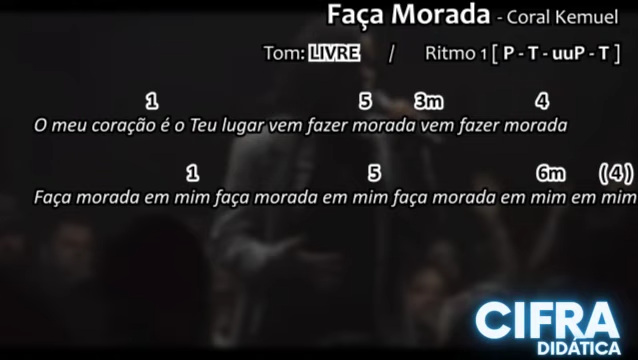 Faça Morada - Coral Kemuel
Tom: LIVRE / Ritmo 1 [ P - T - uuP - T ]
1 5 3m 4
O meu coração é o Teu lugar vem fazer morada vem fazer morada
1 5 6m (4)
Faça morada em mim faça morada em mim faça morada em mim em mim
CIFRA
DIDÁTICA